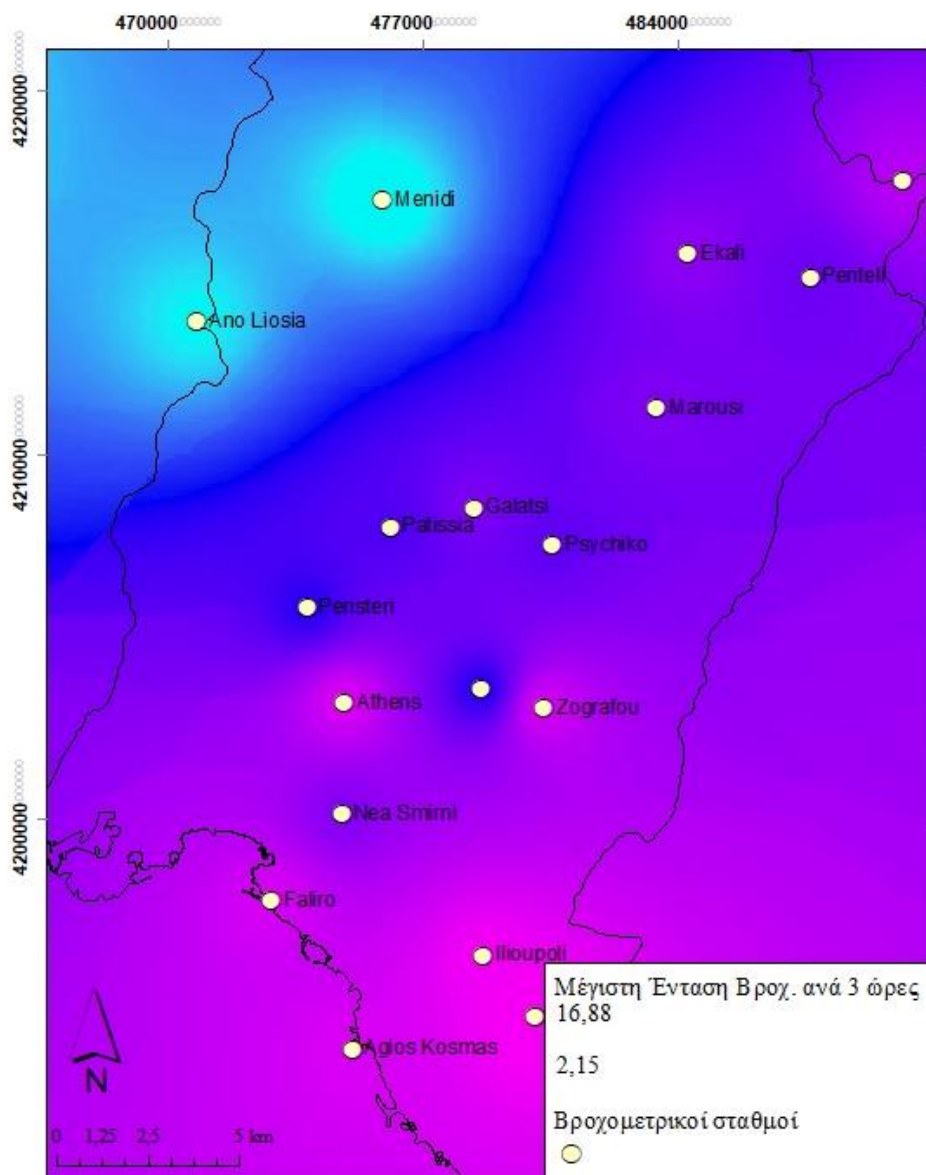 470000 477000 484000
4220000
Menidi
Ekali
Penteli
Ano Liosia
Marousi
4210000
Galatsi
Patissia
Psychiko
Peristeri
Athens
Zografou
4200000
Nea Smirni
Faliro
Ilioupoli
Agios Kosmas
N
0 1,25 2,5 5 km
Μέγιστη Ένταση Βροχ. ανά 3 ώρες
16,88
2,15
Βροχομετρικοί σταθμοί